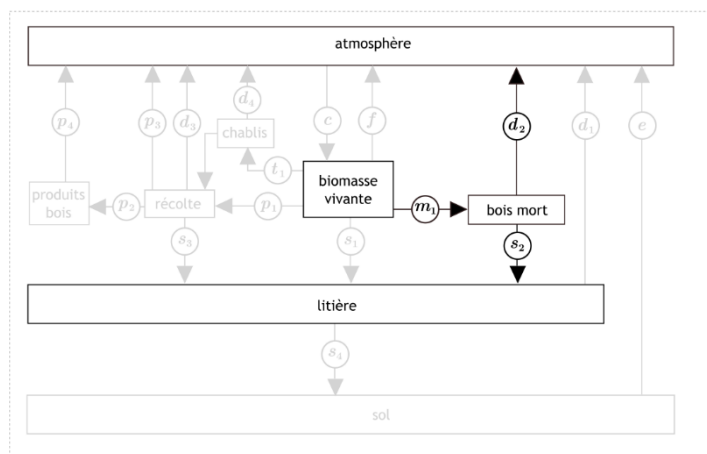 atmosphère
p₄
p₃
d₃
d₄
c
f
d₂
d₁
e
chablis
t₁
biomasse
vivante
produits
bois
p₂
récolte
p₁
m₁
bois mort
s₃
s₁
s₂
litière
s₄
sol